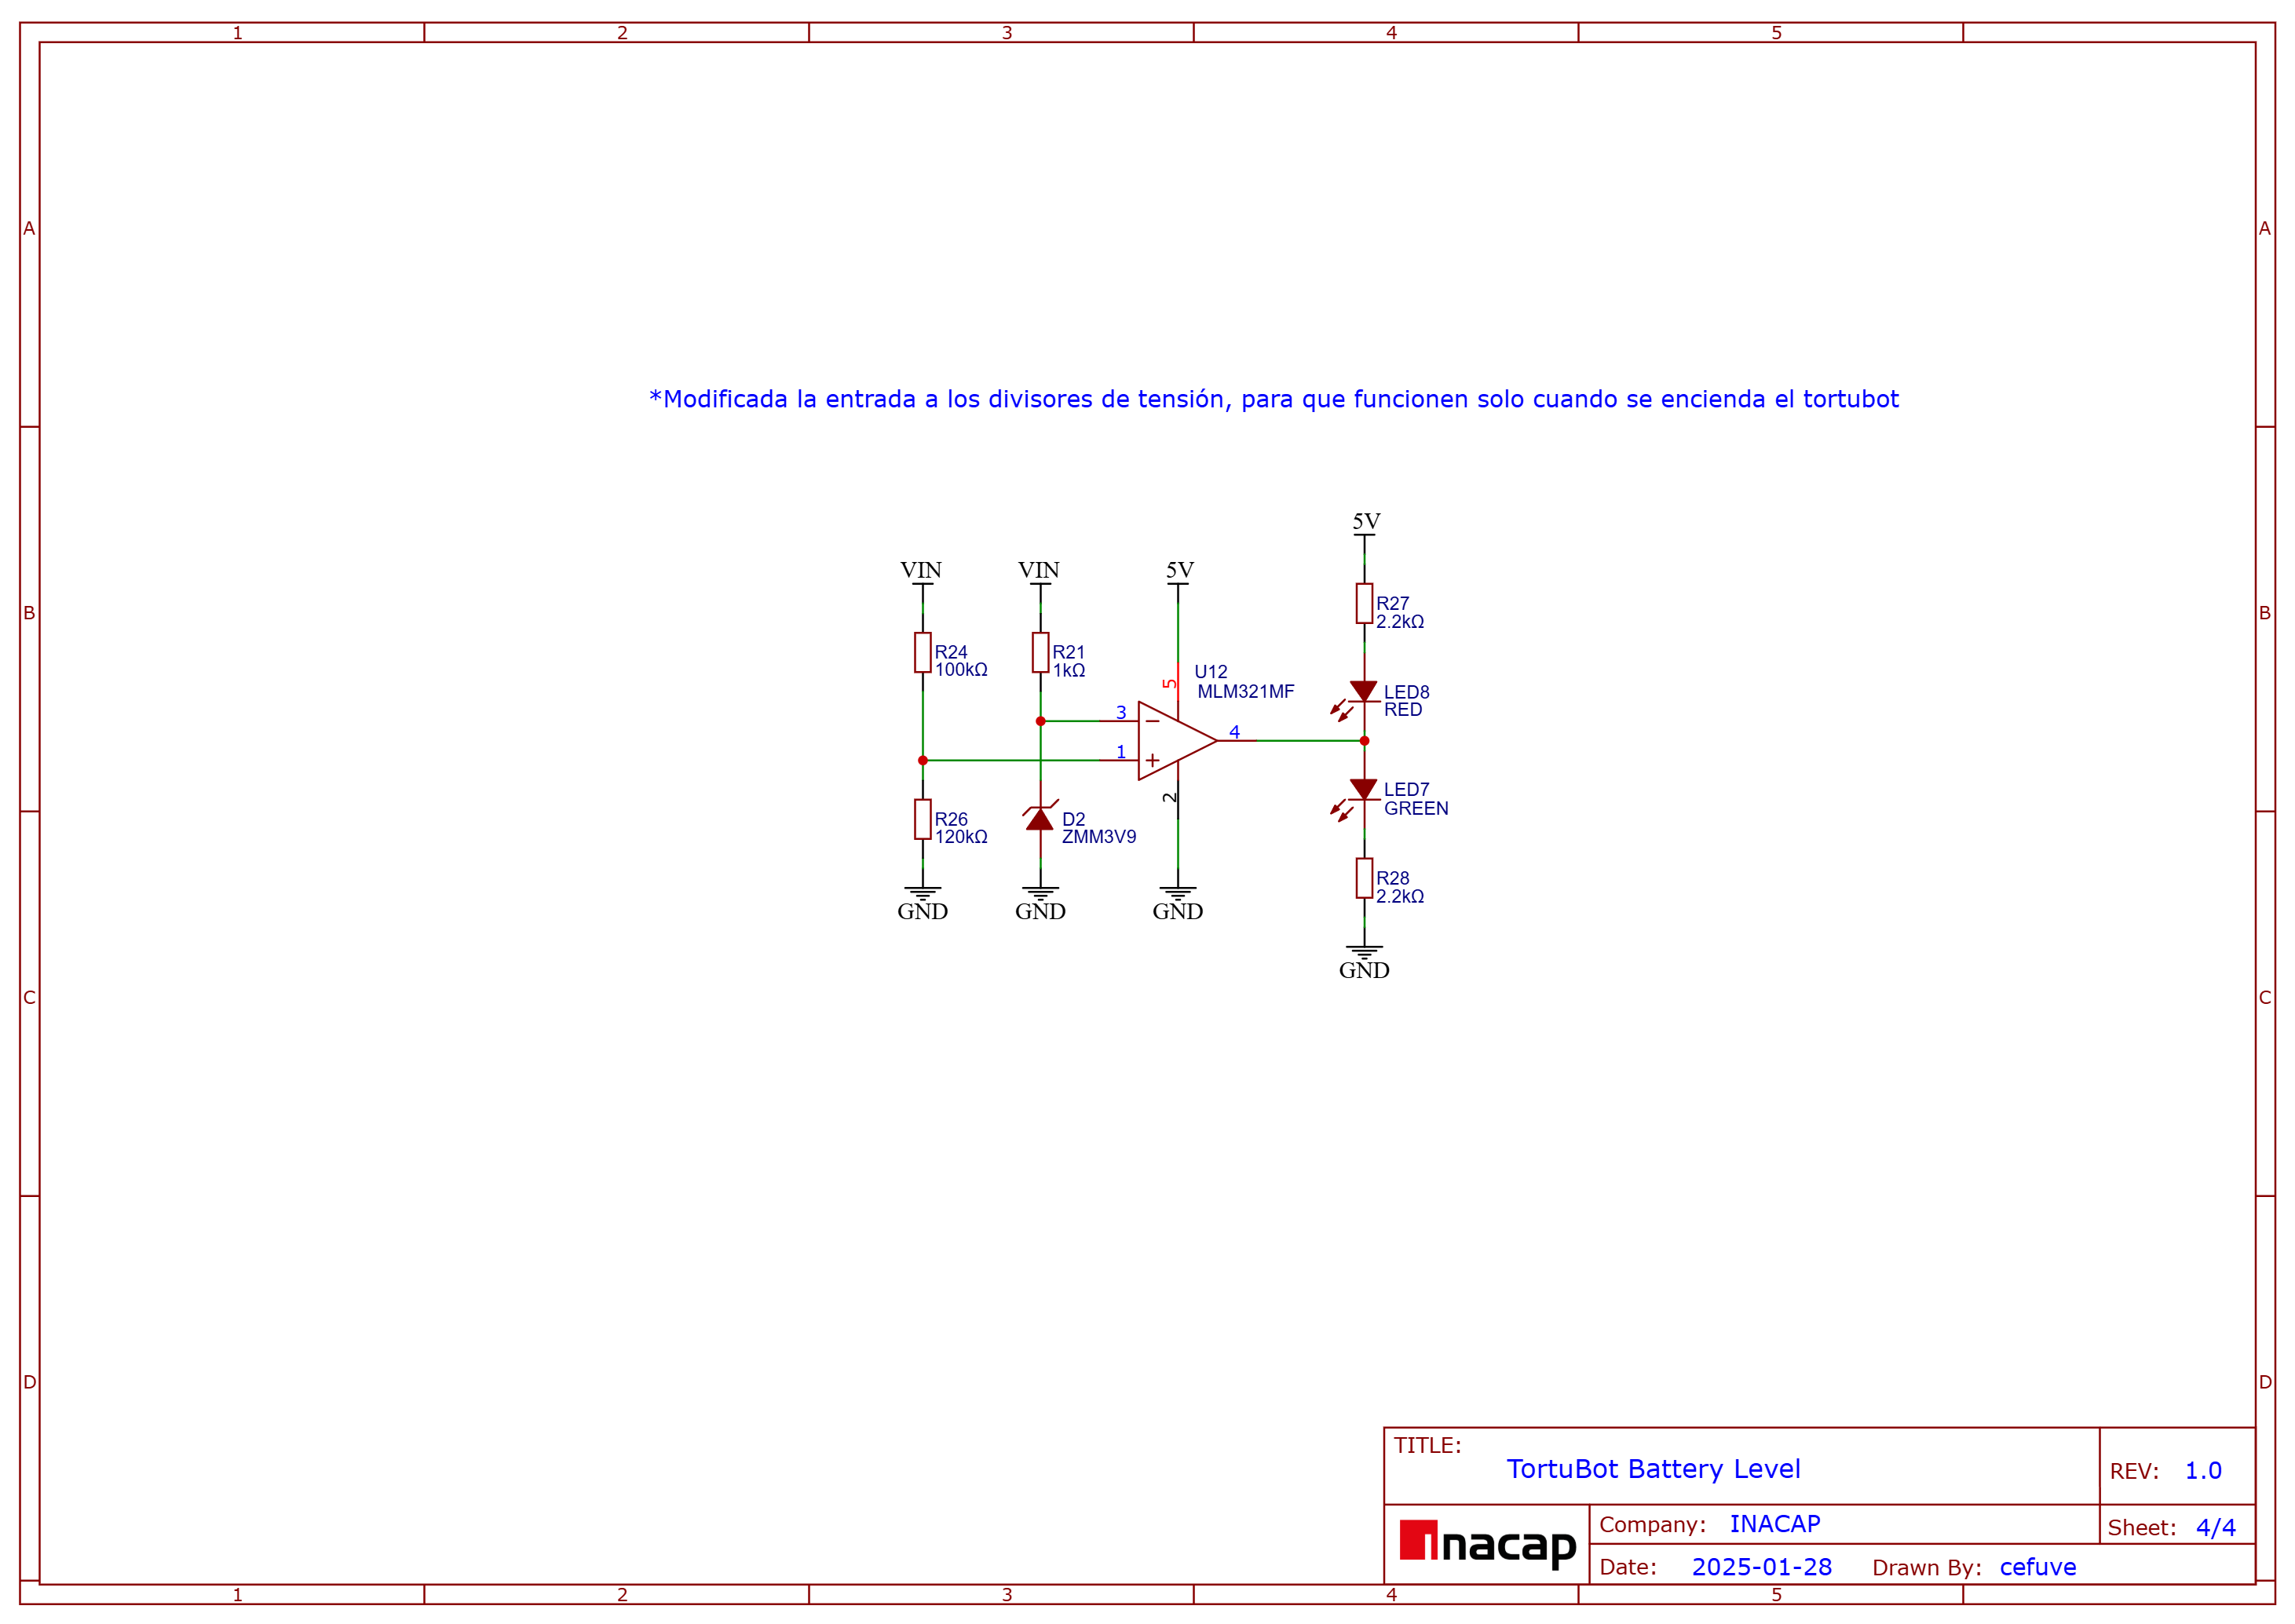 1 2 3 4 5
A A
*Modificada la entrada a los divisores de tensión, para que funcionen solo cuando se encienda el tortubot
5V
VIN VIN 5V
B B
R27
2.2kΩ
R24 R21
100kΩ 1kΩ
5
U12
MLM321MF
LED8
RED
3
4
1
2
LED7
GREEN
R26 D2
120kΩ ZMM3V9
R28
2.2kΩ
GND GND GND
GND
C C
D D
TITLE:
TortuBot Battery Level
REV: 1.0
inacap
Company: INACAP
Sheet: 4/4
Date: 2025-01-28 Drawn By: cefuve
1 2 3 4 5